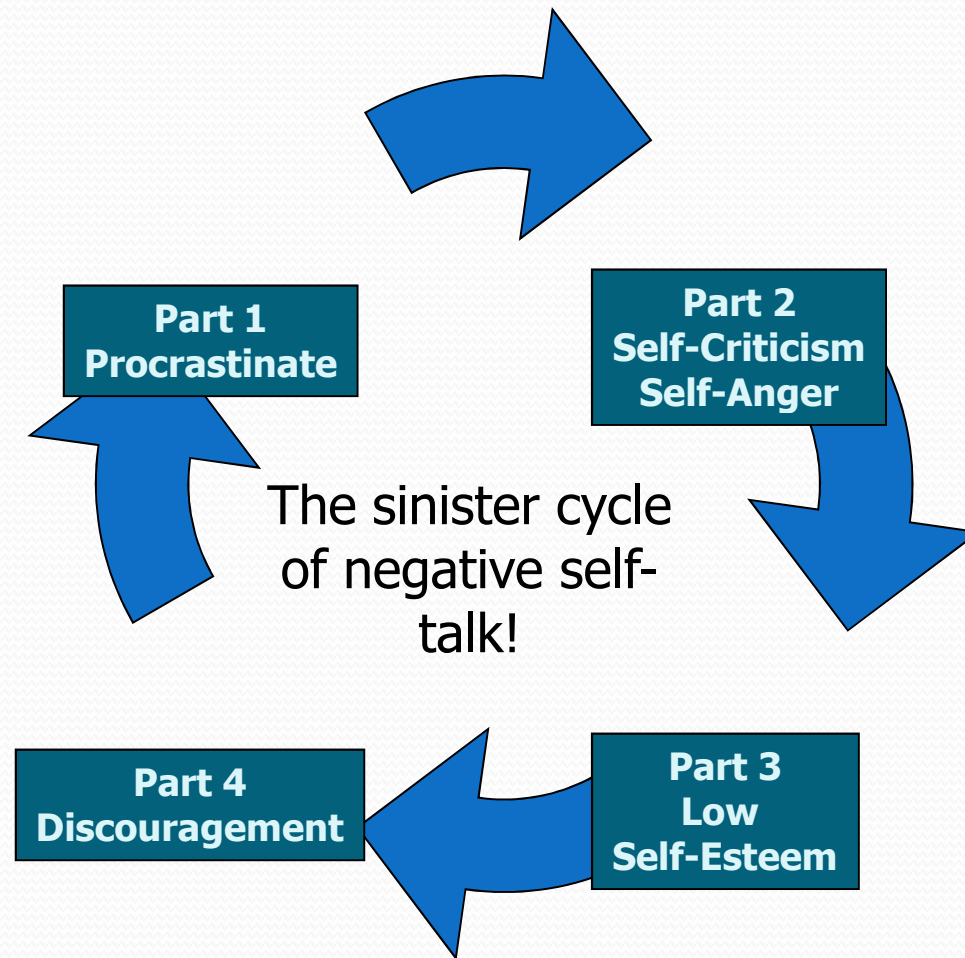 Part 1
Procrastinate
Part 2
Self-Criticism
Self-Anger
The sinister cycle
of negative self-
talk!
Part 3
Low
Self-Esteem
Part 4
Discouragement